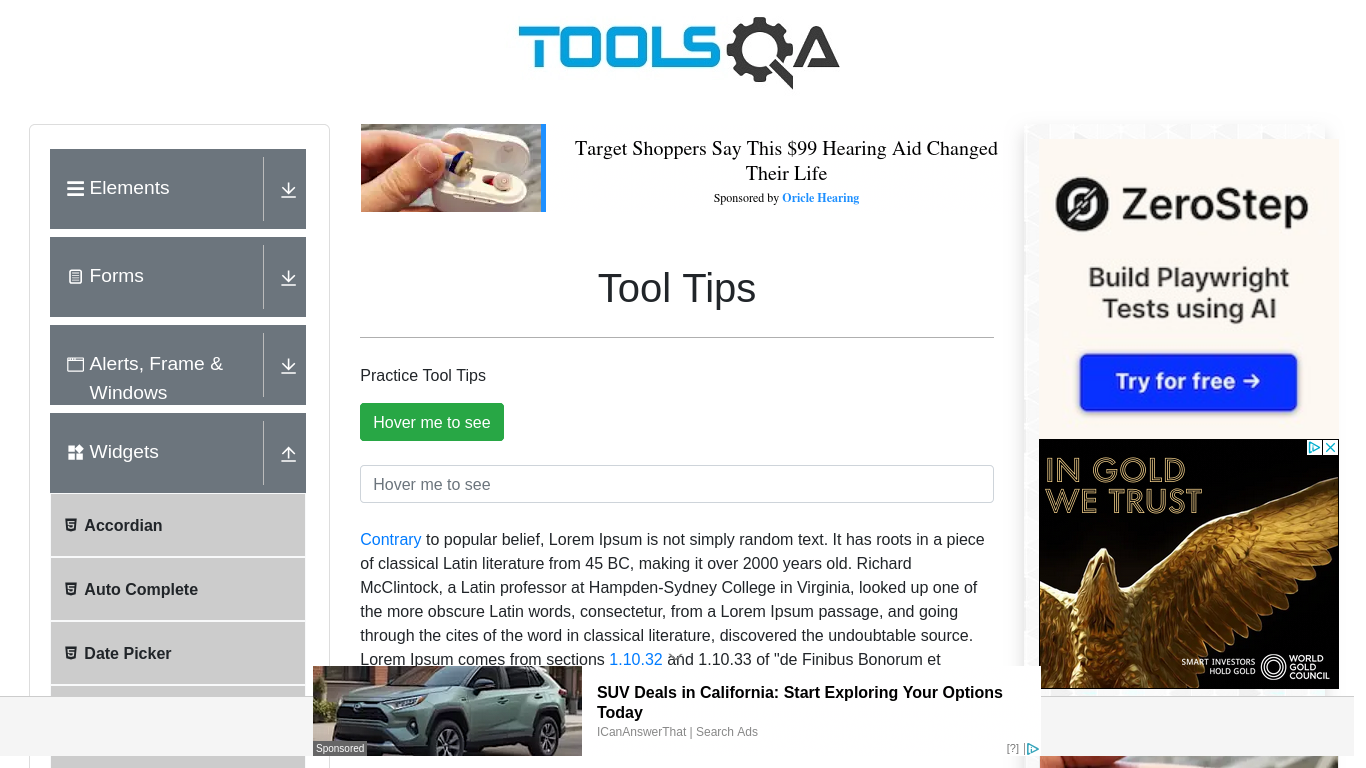 TOOLSQA
Elements
Forms
Alerts, Frame &
Windows
Widgets
Accordian
Auto Complete
Date Picker
Target Shoppers Say This $99 Hearing Aid Changed
Their Life
Sponsored by Oricle Hearing
Tool Tips
Practice Tool Tips
Hover me to see
Hover me to see
Contrary to popular belief, Lorem Ipsum is not simply random text. It has roots in a piece
of classical Latin literature from 45 BC, making it over 2000 years old. Richard
McClintock, a Latin professor at Hampden-Sydney College in Virginia, looked up one of
the more obscure Latin words, consectetur, from a Lorem Ipsum passage, and going
through the cites of the word in classical literature, discovered the undoubtable source.
Lorem Ipsum comes from sections 1.10.32 and 1.10.33 of "de Finibus Bonorum et
ZeroStep
Build Playwright
Tests using AI
Try for free →
IN GOLD
WE TRUST
SMART INVESTORS
HOLD GOLD
WORLD
GOLD
COUNCIL
SUV Deals in California: Start Exploring Your Options
Today
ICanAnswerThat | Search Ads
Sponsored
[?]